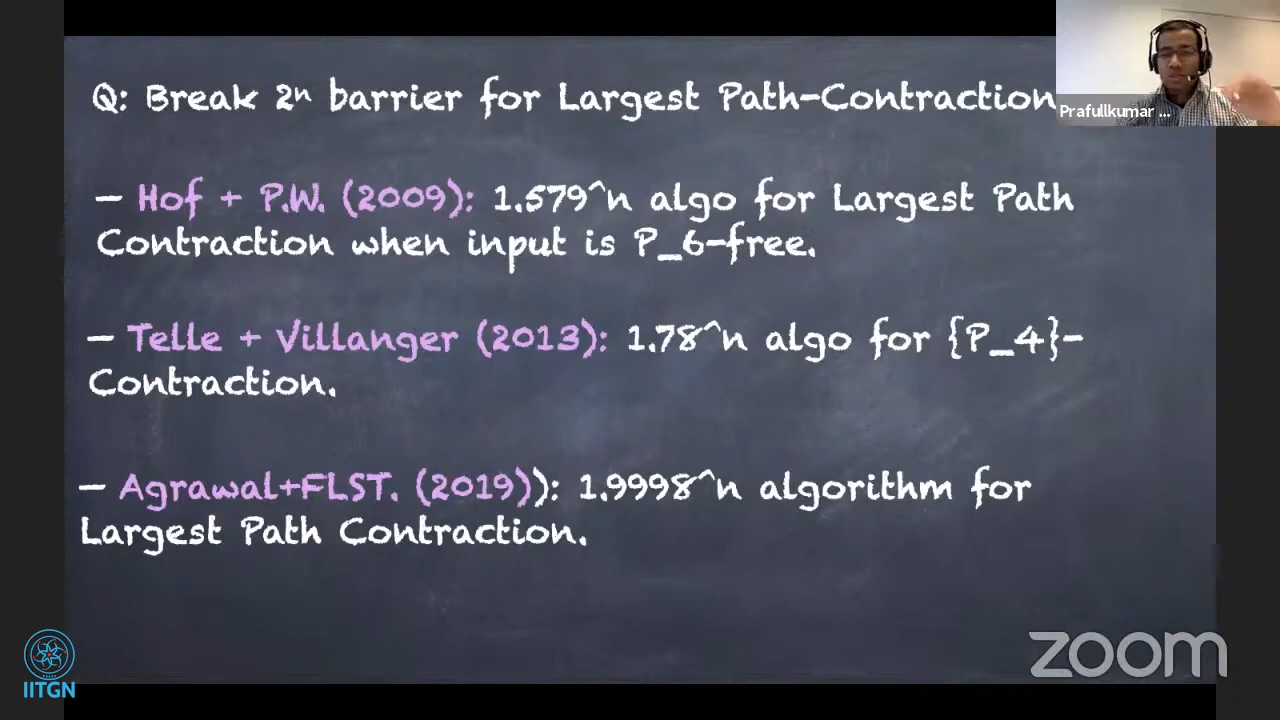 Q: Break 2ⁿ barrier for Largest Path-Contraction
Prafullkumar ...
— Hof + P.W. (2009): 1.579^n algo for Largest Path
Contraction when input is P_6-free.
— Telle + Villanger (2013): 1.78^n algo for {P_4}-
Contraction.
— Agrawal+FLST. (2019)): 1.9998^n algorithm for
Largest Path Contraction.
zoom
IITGN